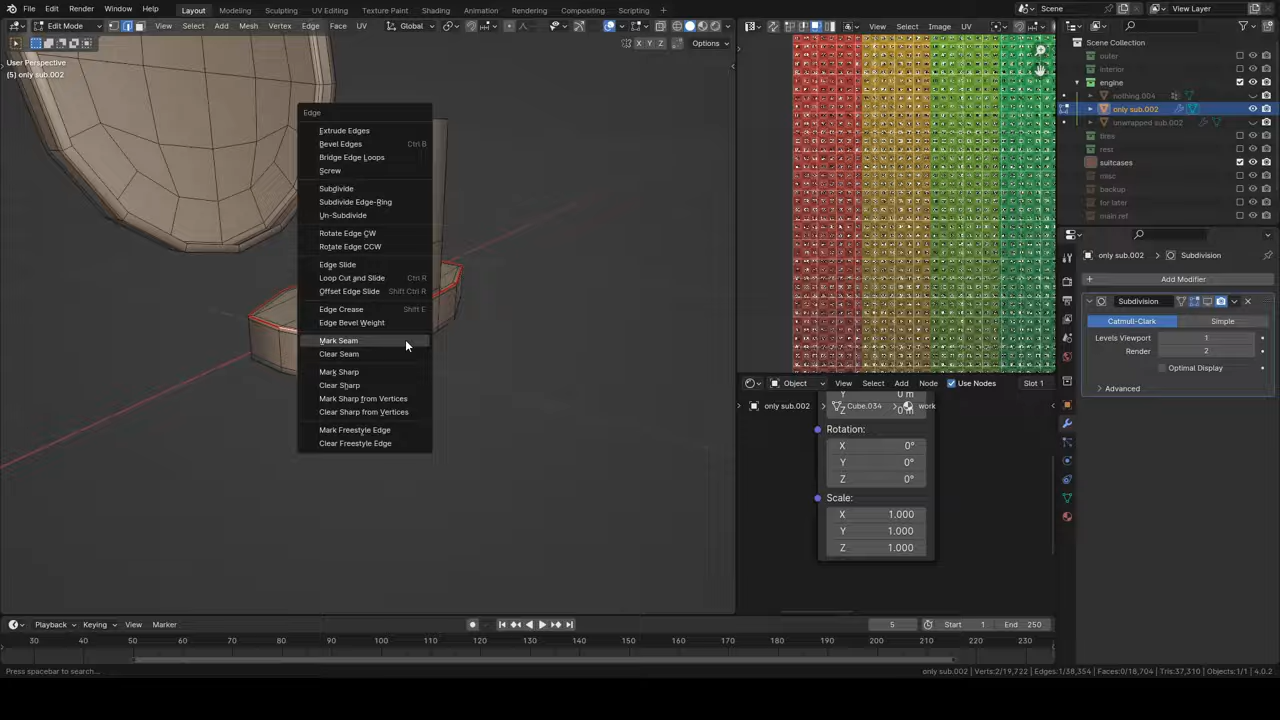 File Edit Render Window Help Layout Modeling Sculpting UV Editing Texture Paint Shading Animation Rendering Compositing Geometry Nodes Scripting + Scene View Layer
Edit Mode View Select Add Mesh Vertex Edge Face UV Global View Select Image UV
X Y Z Options
User Perspective
(5) only sub.002
Scene Collection
outer
interior
engine
nothing.004
only sub.002
unwrapped sub.002
tires
rest
suitcases
misc
backup
for later
main.ref
Edge
Extrude Edges
Bevel Edges Ctrl B
Bridge Edge Loops
Screw
Subdivide
Subdivide Edge-Ring
Un-Subdivide
Rotate Edge CW
Rotate Edge CCW
Edge Slide
Loop Cut and Slide Ctrl R
Offset Edge Slide Shift Ctrl R
Edge Crease Shift E
Edge Bevel Weight
Mark Seam
Clear Seam
Mark Sharp
Clear Sharp
Mark Sharp from Vertices
Clear Sharp from Vertices
Mark Freestyle Edge
Clear Freestyle Edge
only sub.002 Subdivision
Add Modifier
Subdivision
Catmull-Clark Simple
Levels Viewport 1
Render 2
Optimal Display
Advanced
Object View Select Add Node Use Nodes Slot 1
only sub.002 Cube.034 work
Y 0 m
Z 0 m
Rotation:
X 0°
Y 0°
Z 0°
Scale:
X 1.000
Y 1.000
Z 1.000
Playback Keying View Marker 5 Start 1 End 250
30 40 50 60 70 80 90 100 110 120 130 140 150 160 170 180 190 200 210 220 230
Press spacebar to search... only sub.002 | Verts:2/19,722 | Edges:1/38,354 | Faces:0/18,704 | Tris:37,310 | Objects:1/1 | 4.0.2